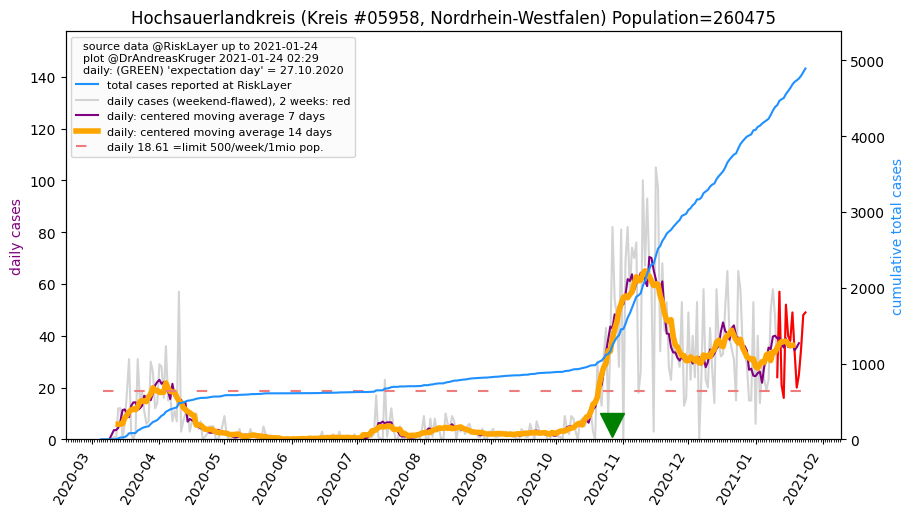 Hochsauerlandkreis (Kreis #05958, Nordrhein-Westfalen) Population=260475
source data @RiskLayer up to 2021-01-24
plot @DrAndreasKruger 2021-01-24 02:29
daily: (GREEN) 'expectation day' = 27.10.2020
total cases reported at RiskLayer
daily cases (weekend-flawed), 2 weeks: red
daily: centered moving average 7 days
daily: centered moving average 14 days
daily 18.61 =limit 500/week/1mio pop.
daily cases
140
120
100
80
60
40
20
0
5000
4000
3000
2000
1000
0
cumulative total cases
2020-03
2020-04
2020-05
2020-06
2020-07
2020-08
2020-09
2020-10
2020-11
2020-12
2021-01
2021-02